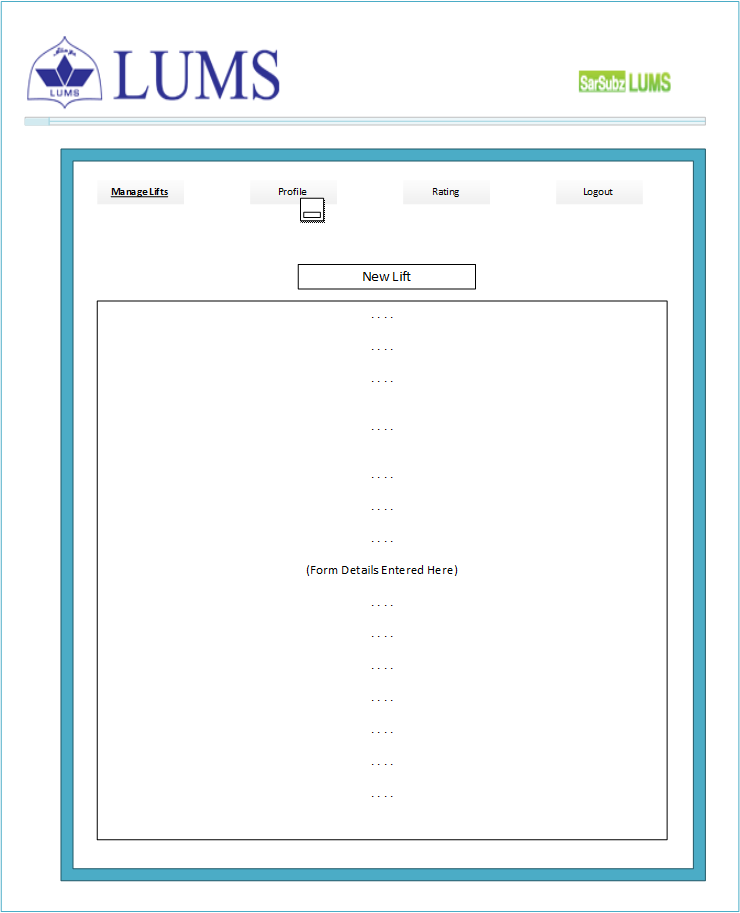 LUMS
LUMS
SarSubz LUMS
Manage Lifts
Profile
Rating
Logout
New Lift
. . . .
. . . .
. . . .
. . . .
. . . .
. . . .
. . . .
(Form Details Entered Here)
. . . .
. . . .
. . . .
. . . .
. . . .
. . . .
. . . .